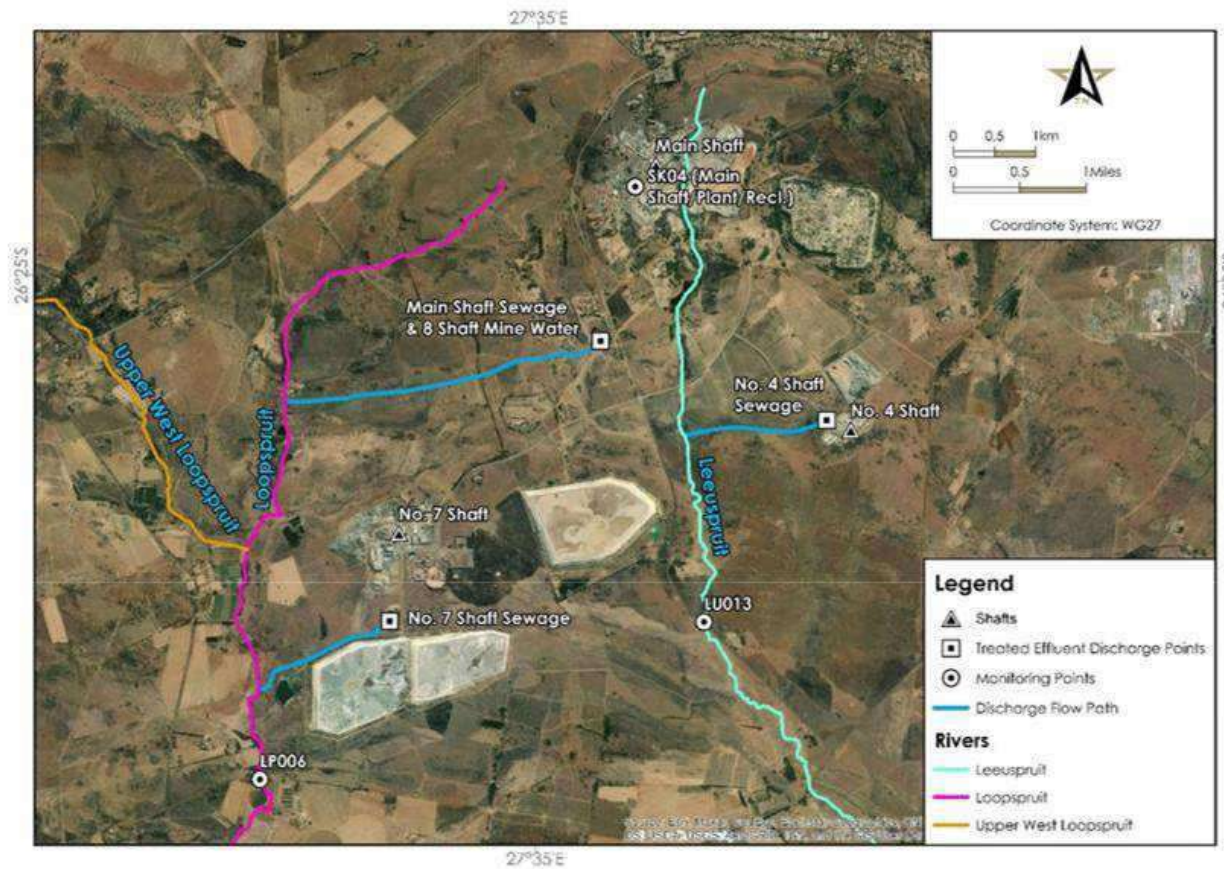 27°35'E
0 0,5 1km
0 0.5 1Miles
Coordinate System: WG27
26°25'S
Main Shaft
SK04 (Main
Shaft/Plant/Recl.)
Main Shaft Sewage
& 8 Shaft Mine Water
Upper West Loopspruit
Loopspruit
No. 4 Shaft
Sewage
No. 4 Shaft
Leeuspruit
No. 7 Shaft
No. 7 Shaft Sewage
LU013
LP006
Legend
Shafts
Treated Effluent Discharge Points
Monitoring Points
Discharge Flow Path
Rivers
Leeuspruit
Loopspruit
Upper West Loopspruit
27°35'E